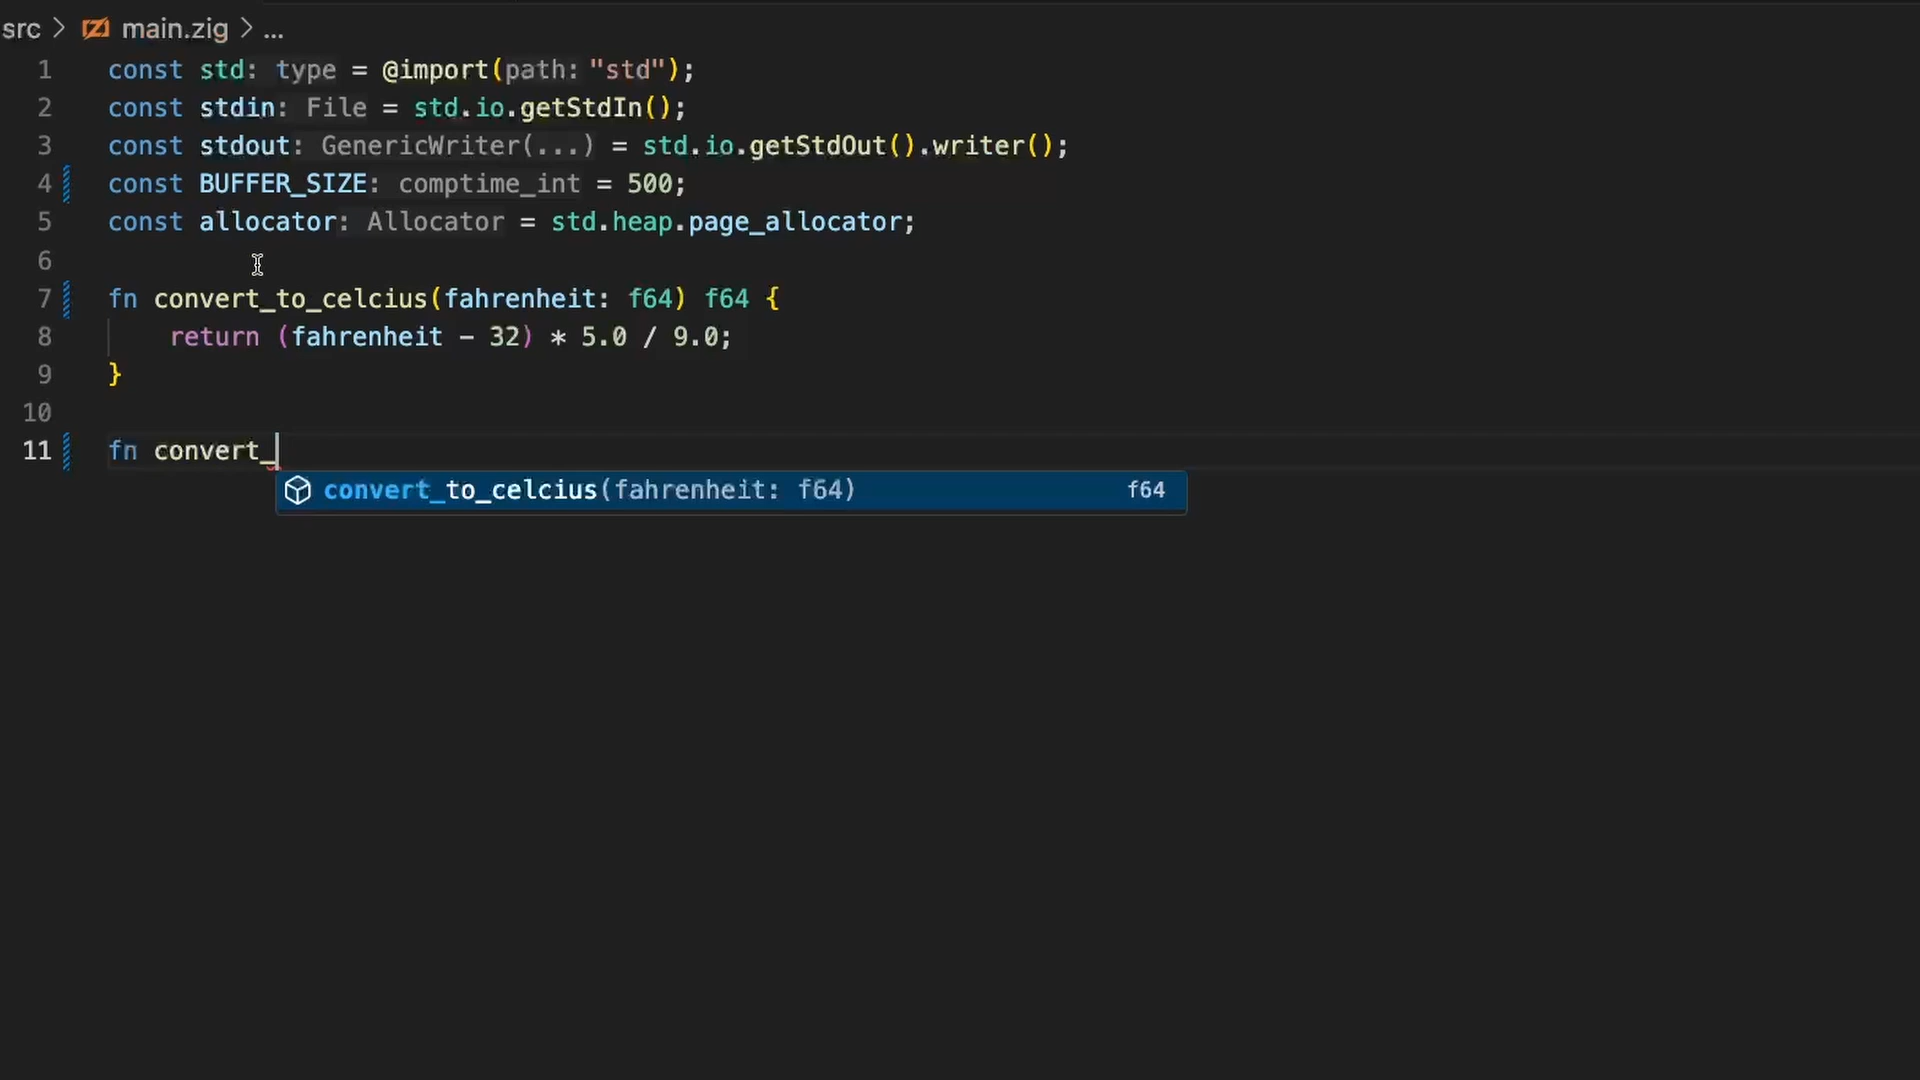 src > main.zig > ...
1 const std: type = @import(path: "std");
2 const stdin: File = std.io.getStdIn();
3 const stdout: GenericWriter(...) = std.io.getStdOut().writer();
4 const BUFFER_SIZE: comptime_int = 500;
5 const allocator: Allocator = std.heap.page_allocator;
6
7 fn convert_to_celcius(fahrenheit: f64) f64 {
8 return (fahrenheit - 32) * 5.0 / 9.0;
9 }
10
11 fn convert_
convert_to_celcius(fahrenheit: f64) f64